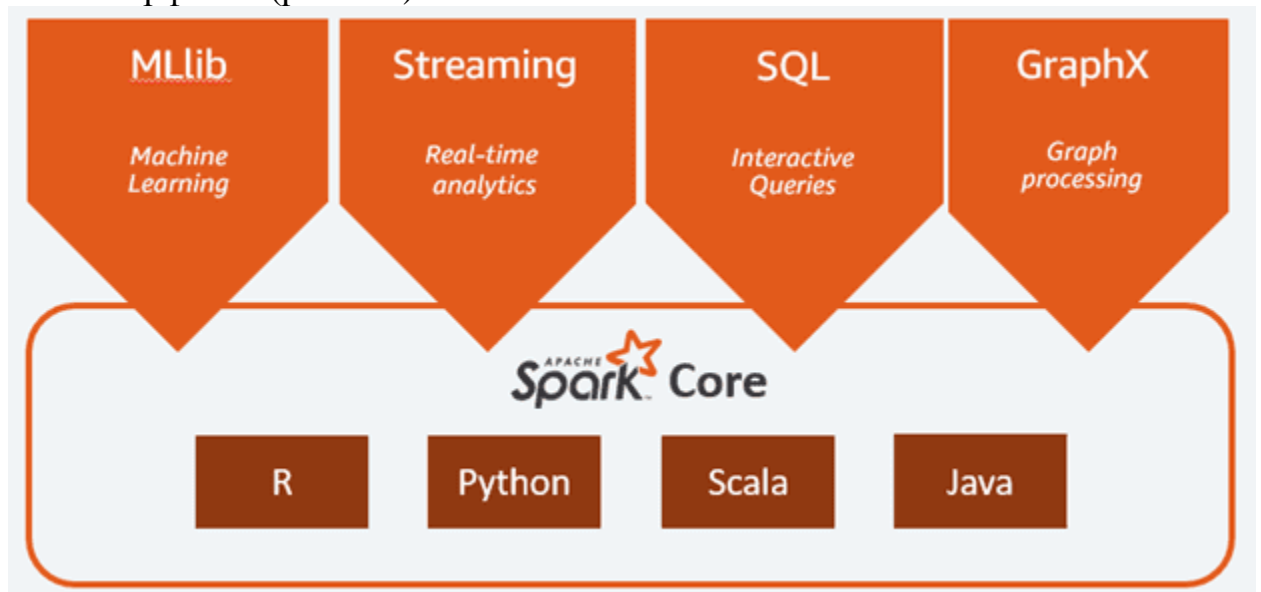 MLlib
Streaming
SQL
GraphX
Machine
Learning
Real-time
analytics
Interactive
Queries
Graph
processing
APACHE
Spark Core
R
Python
Scala
Java